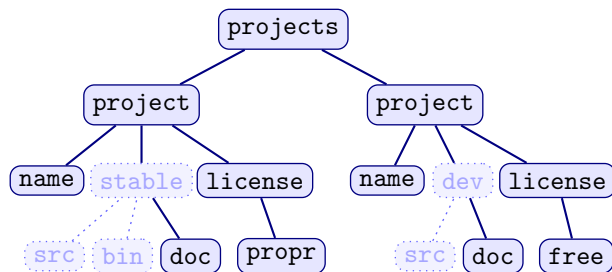 projects
project project
name stable license name dev license
src bin doc propr src doc free